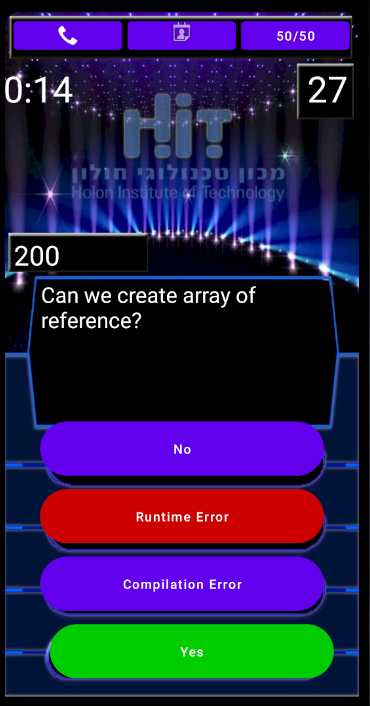 50/50
0:14
27
HiT
מכון טכנולוגי חולון
Holon Institute of Technology
200
Can we create array of
reference?
No
Runtime Error
Compilation Error
Yes